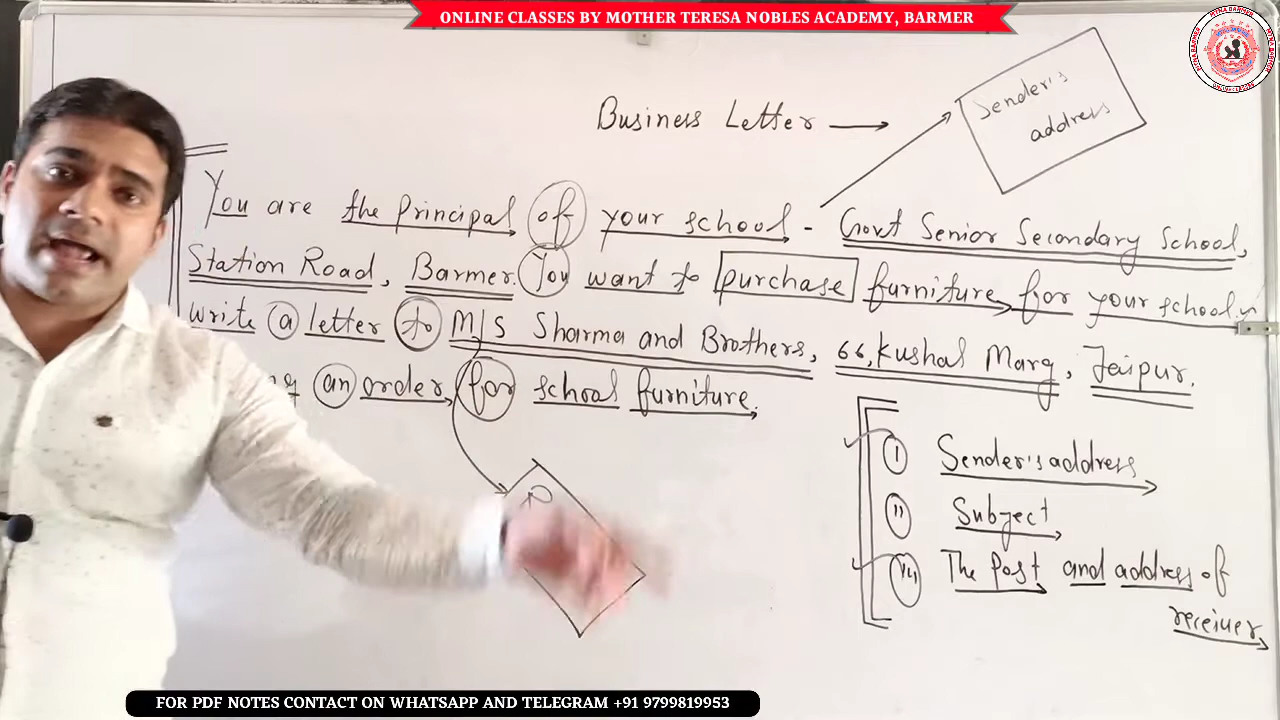 ONLINE CLASSES BY MOTHER TERESA NOBLES ACADEMY, BARMER
Business Letter
Sender's
address
You are the Principal of your school - Govt Senior Secondary School,
Station Road, Barmer. You want to purchase furniture for your school.
write a letter to M/S Sharma and Brothers, 66, Kushal Marg, Jaipur.
an order for school furniture.
(I) Sender's address
(II) Subject
(III) The Post and address of
receiver
FOR PDF NOTES CONTACT ON WHATSAPP AND TELEGRAM +91 9799819953